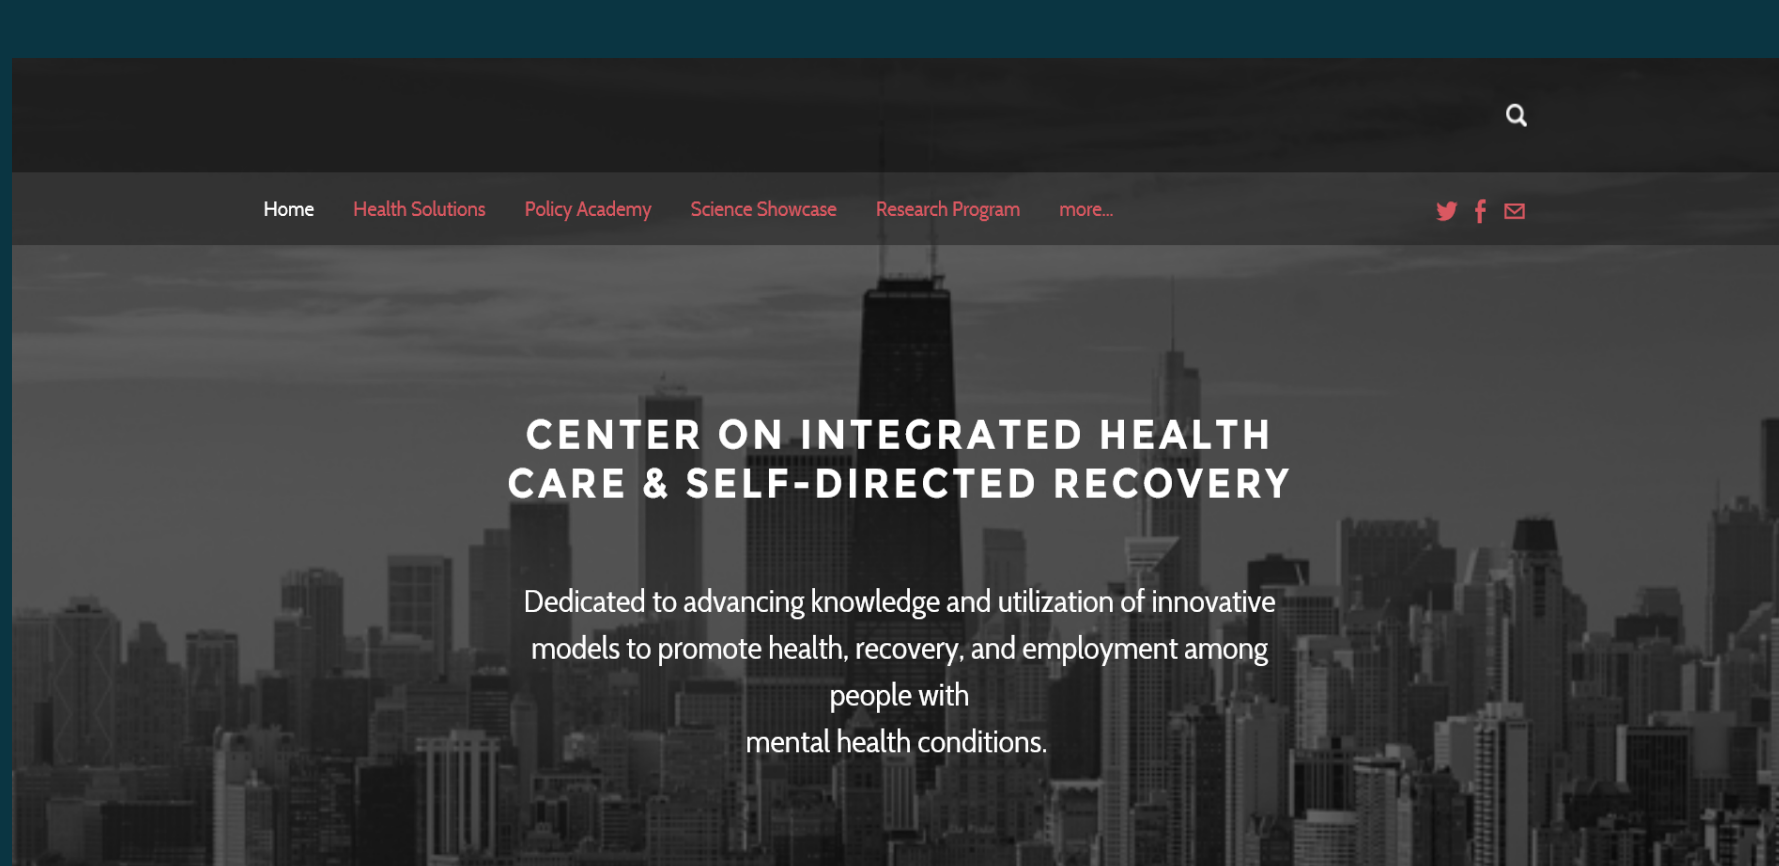 Home Health Solutions Policy Academy Science Showcase Research Program more...
CENTER ON INTEGRATED HEALTH
CARE & SELF-DIRECTED RECOVERY
Dedicated to advancing knowledge and utilization of innovative
models to promote health, recovery, and employment among
people with
mental health conditions.